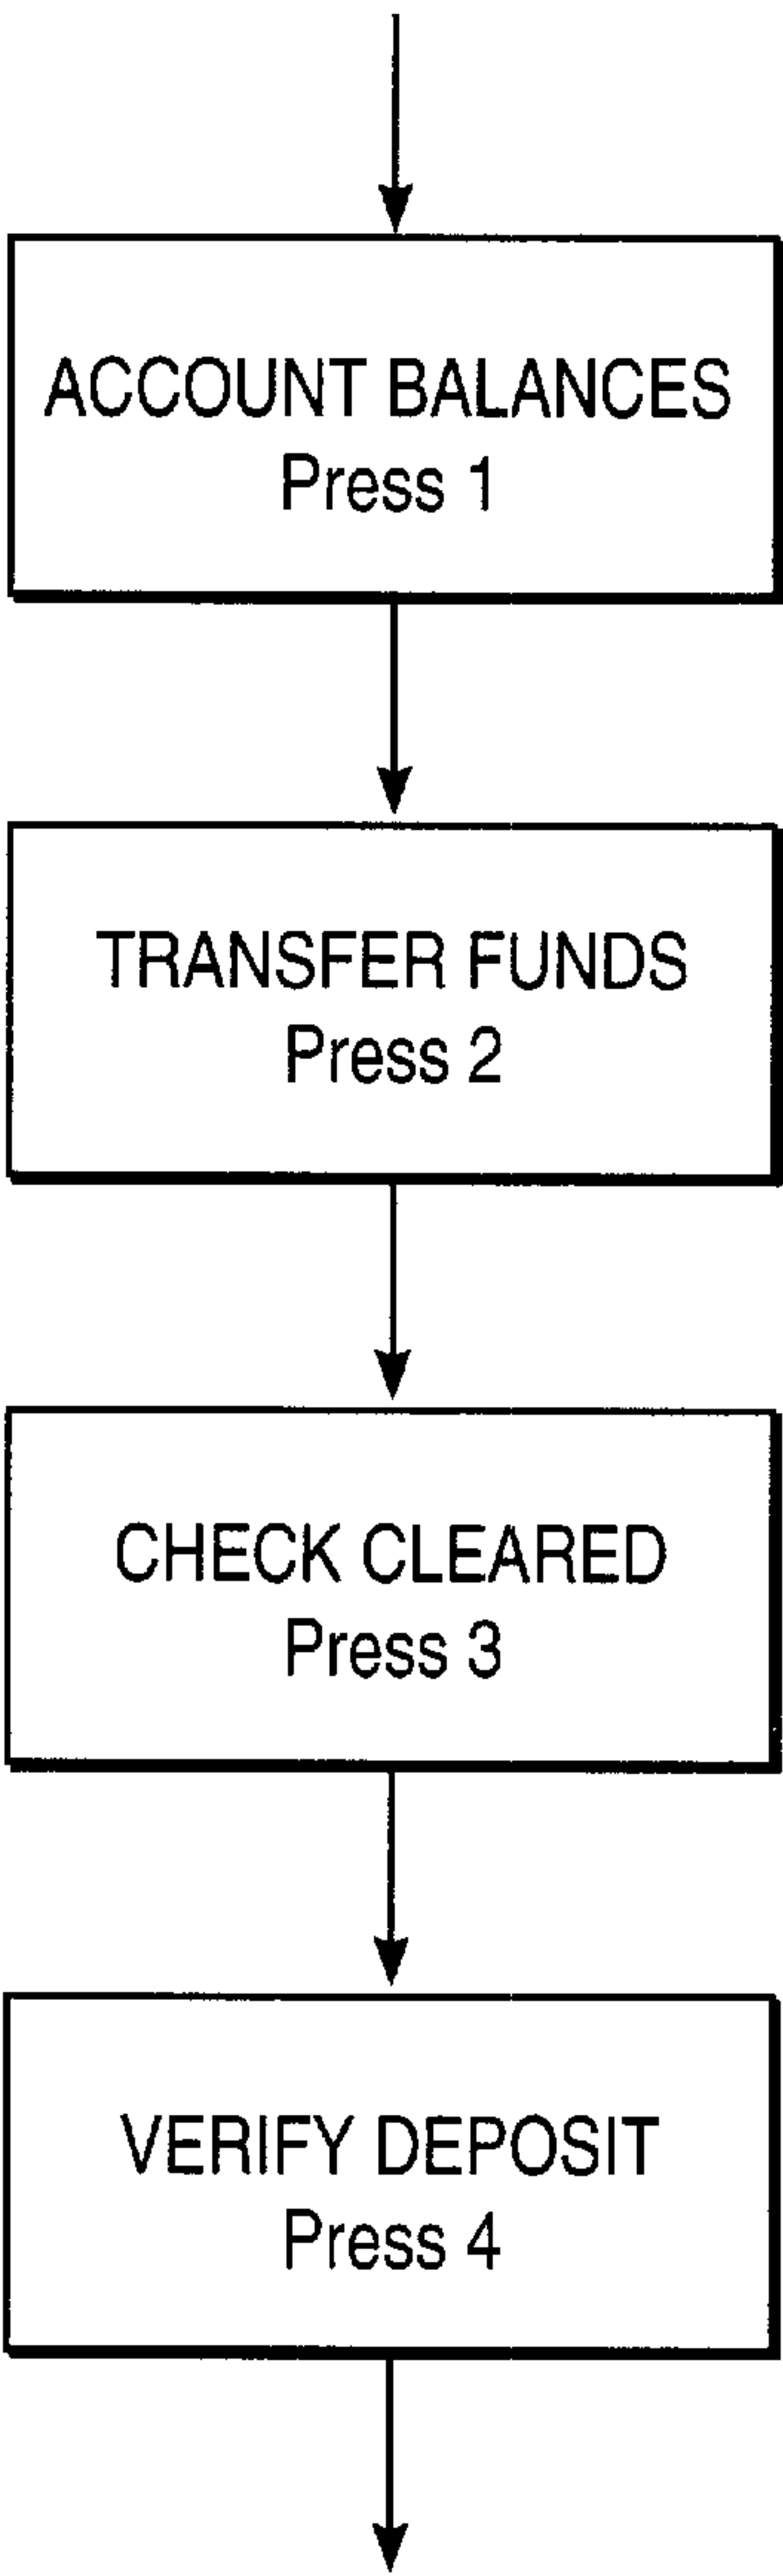 ACCOUNT BALANCES
Press 1
TRANSFER FUNDS
Press 2
CHECK CLEARED
Press 3
VERIFY DEPOSIT
Press 4